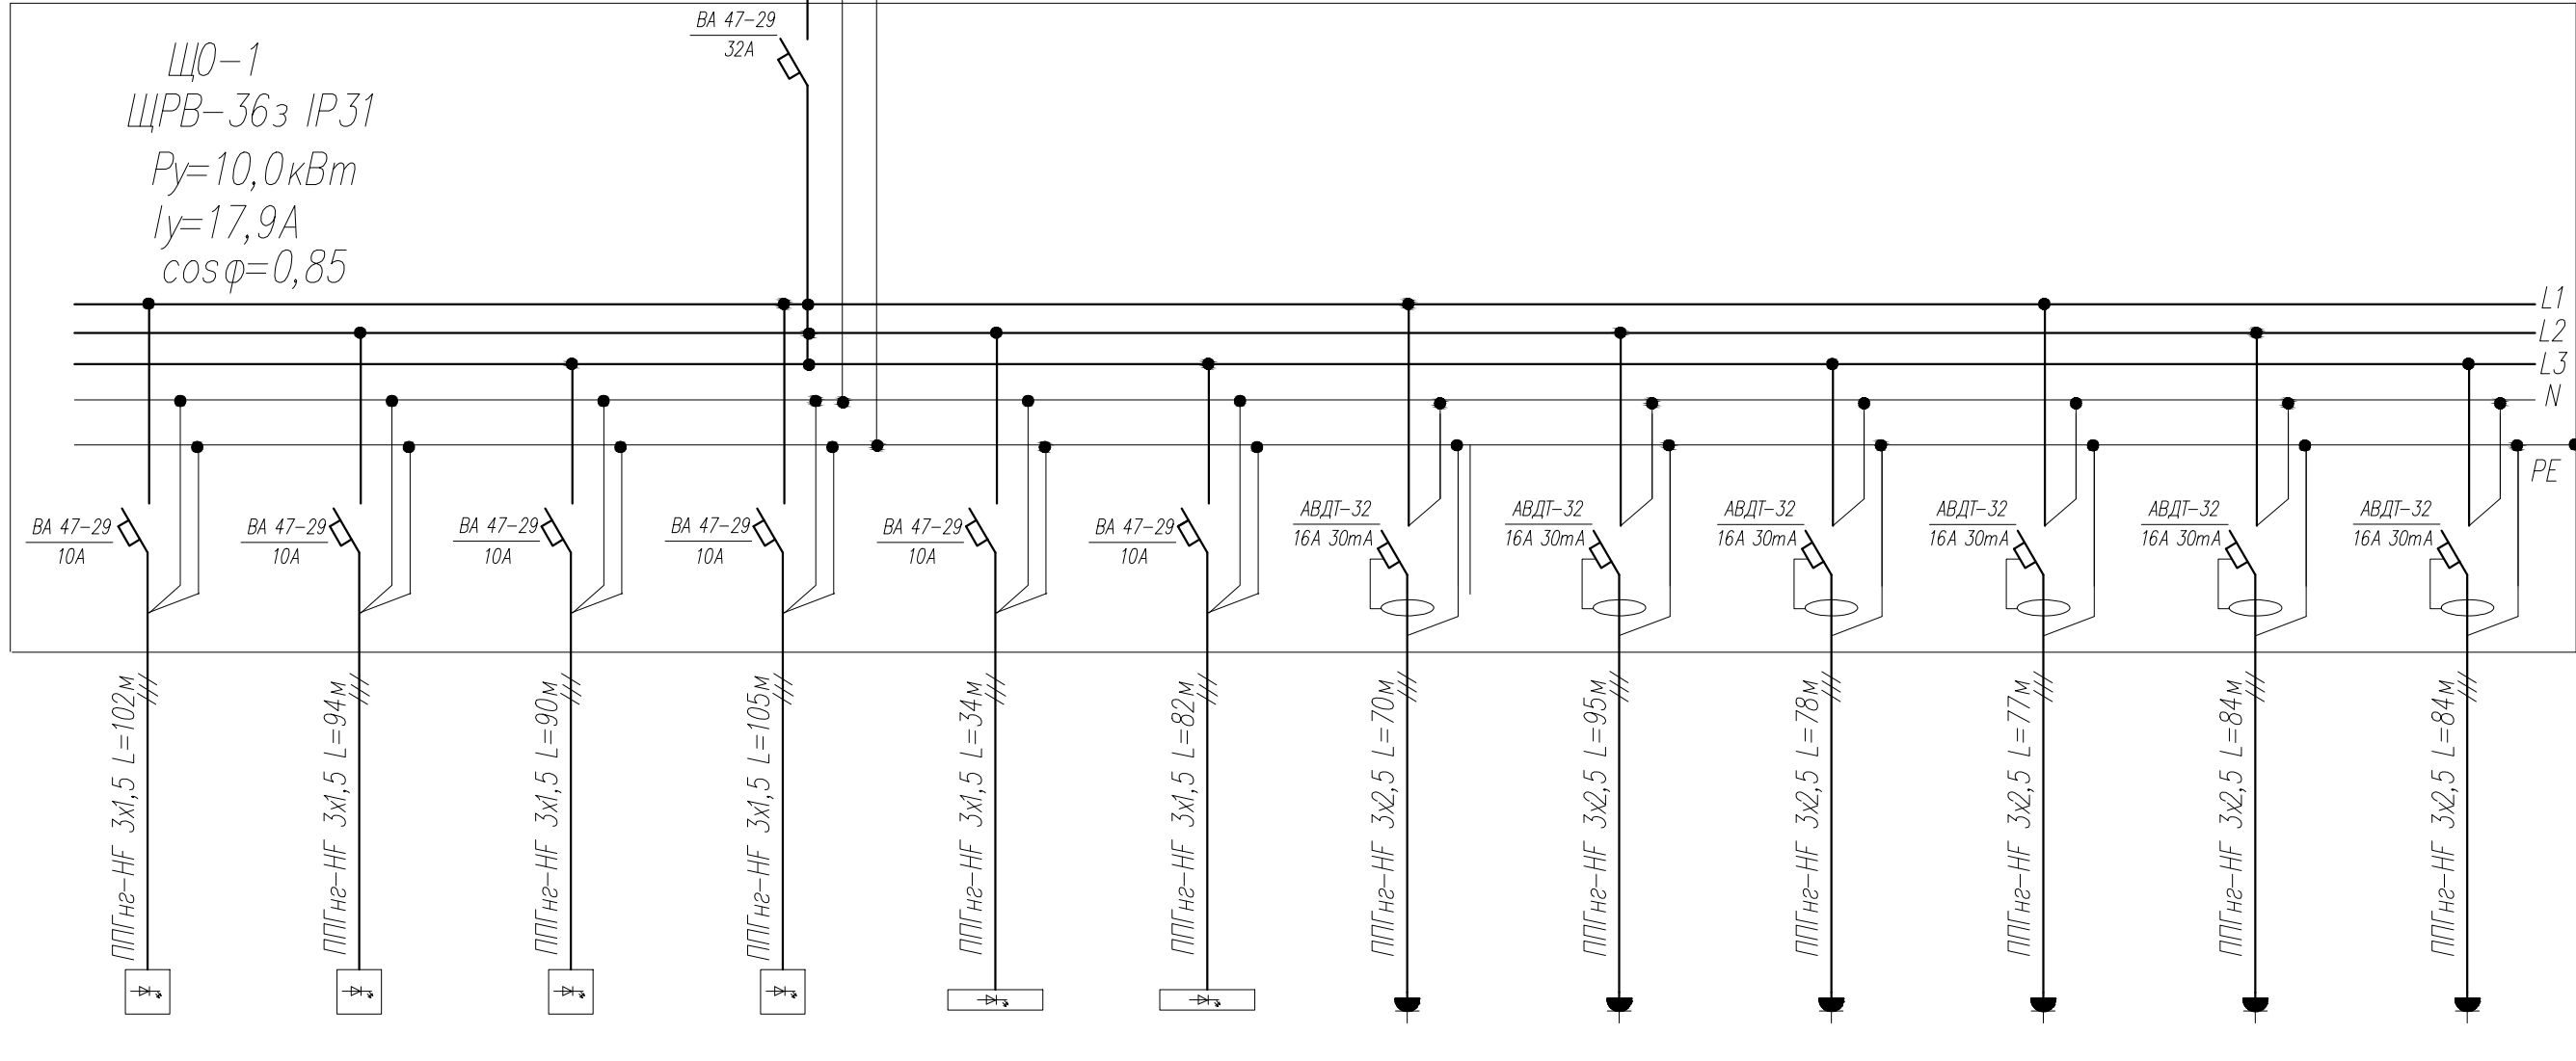 ВА 47-29
32А
ЩО-1
ЩРВ-36з IP31
Ру=10,0кВт
Iу=17,9А
cosφ=0,85
L1
L2
L3
N
PE
ВА 47-29
10А
ВА 47-29
10А
ВА 47-29
10А
ВА 47-29
10А
ВА 47-29
10А
ВА 47-29
10А
АВДТ-32
16А 30mA
АВДТ-32
16А 30mA
АВДТ-32
16А 30mA
АВДТ-32
16А 30mA
АВДТ-32
16А 30mA
АВДТ-32
16А 30mA
ППГнг-HF 3х1,5 L=102м
ППГнг-HF 3х1,5 L=94м
ППГнг-HF 3х1,5 L=90м
ППГнг-HF 3х1,5 L=105м
ППГнг-HF 3х1,5 L=34м
ППГнг-HF 3х1,5 L=82м
ППГнг-HF 3х2,5 L=70м
ППГнг-HF 3х2,5 L=95м
ППГнг-HF 3х2,5 L=78м
ППГнг-HF 3х2,5 L=77м
ППГнг-HF 3х2,5 L=84м
ППГнг-HF 3х2,5 L=84м